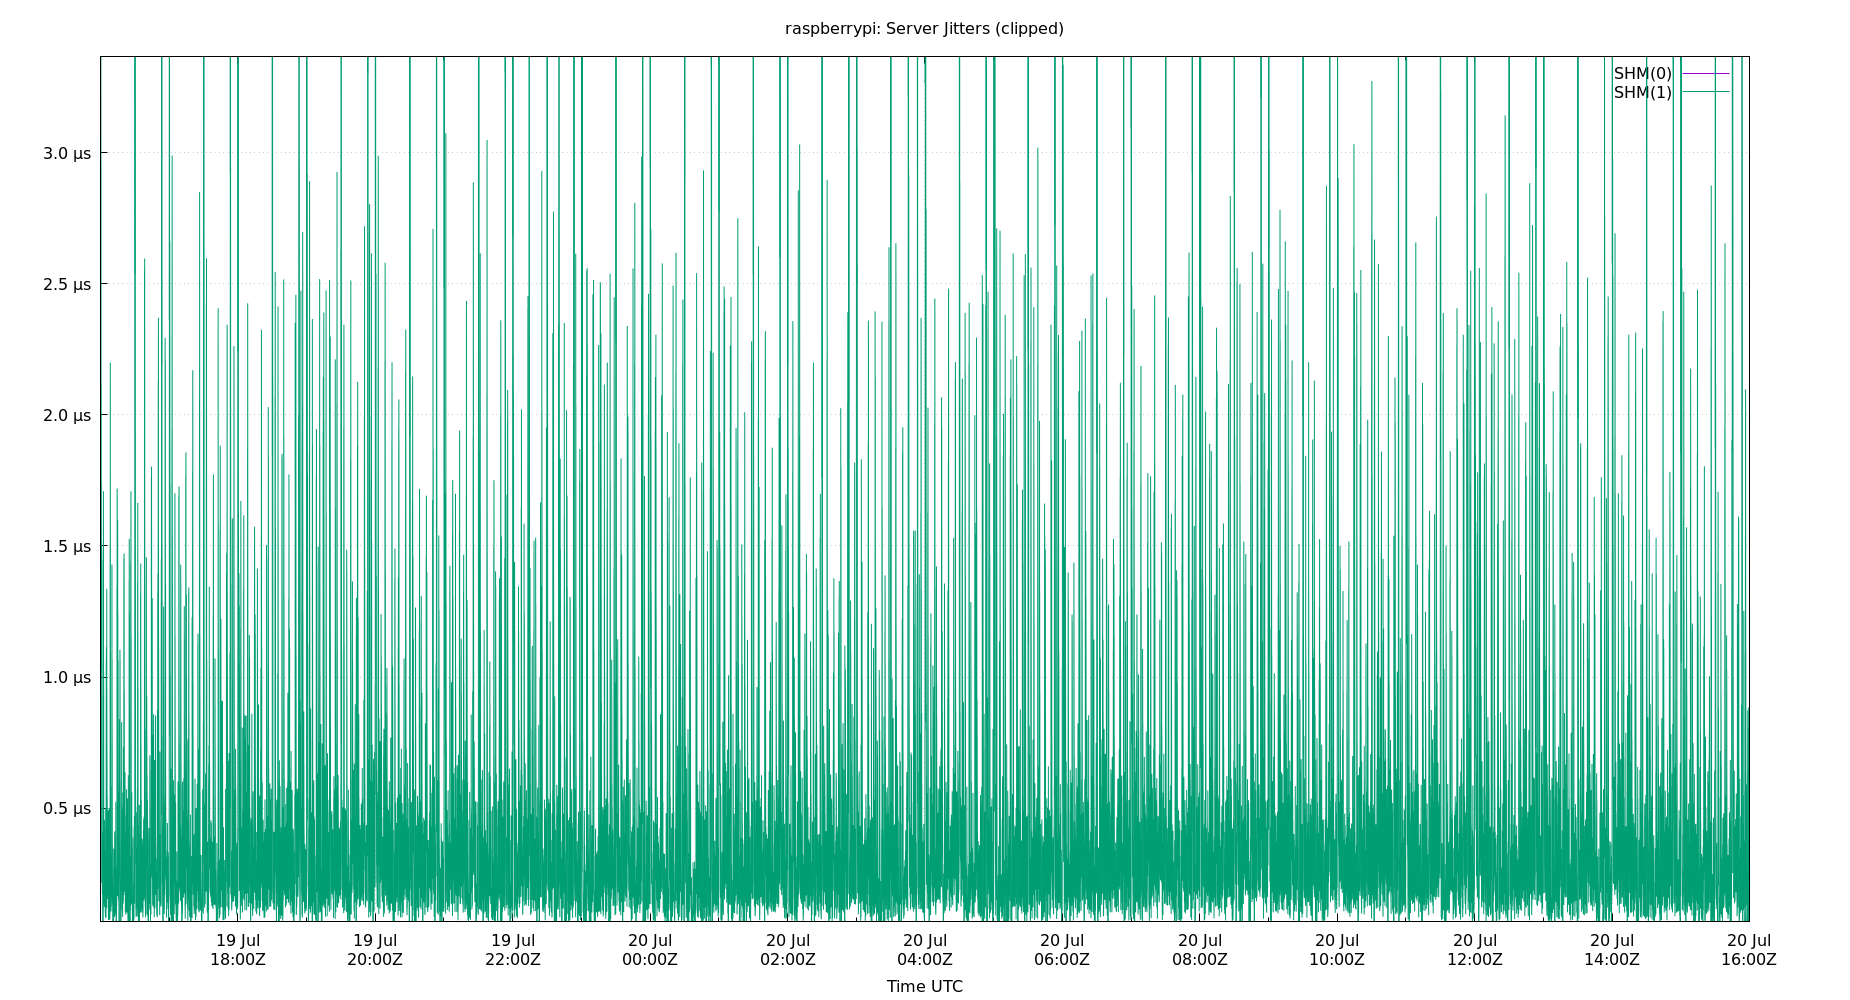 raspberrypi: Server Jitters (clipped)
SHM(0)
SHM(1)
3.0 µs
2.5 µs
2.0 µs
1.5 µs
1.0 µs
0.5 µs
19 Jul 19 Jul 19 Jul 20 Jul 20 Jul 20 Jul 20 Jul 20 Jul 20 Jul 20 Jul 20 Jul 20 Jul
18:00Z 20:00Z 22:00Z 00:00Z 02:00Z 04:00Z 06:00Z 08:00Z 10:00Z 12:00Z 14:00Z 16:00Z
Time UTC